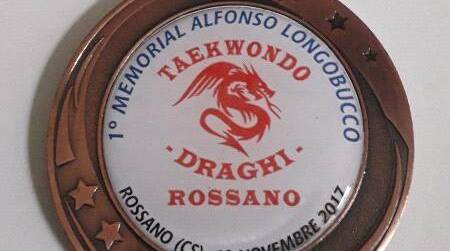 1° MEMORIAL ALFONSO LONGOBUCCO
TAEKWONDO
- DRAGHI -
ROSSANO
ROSSANO (CS) NOVEMBRE 2017